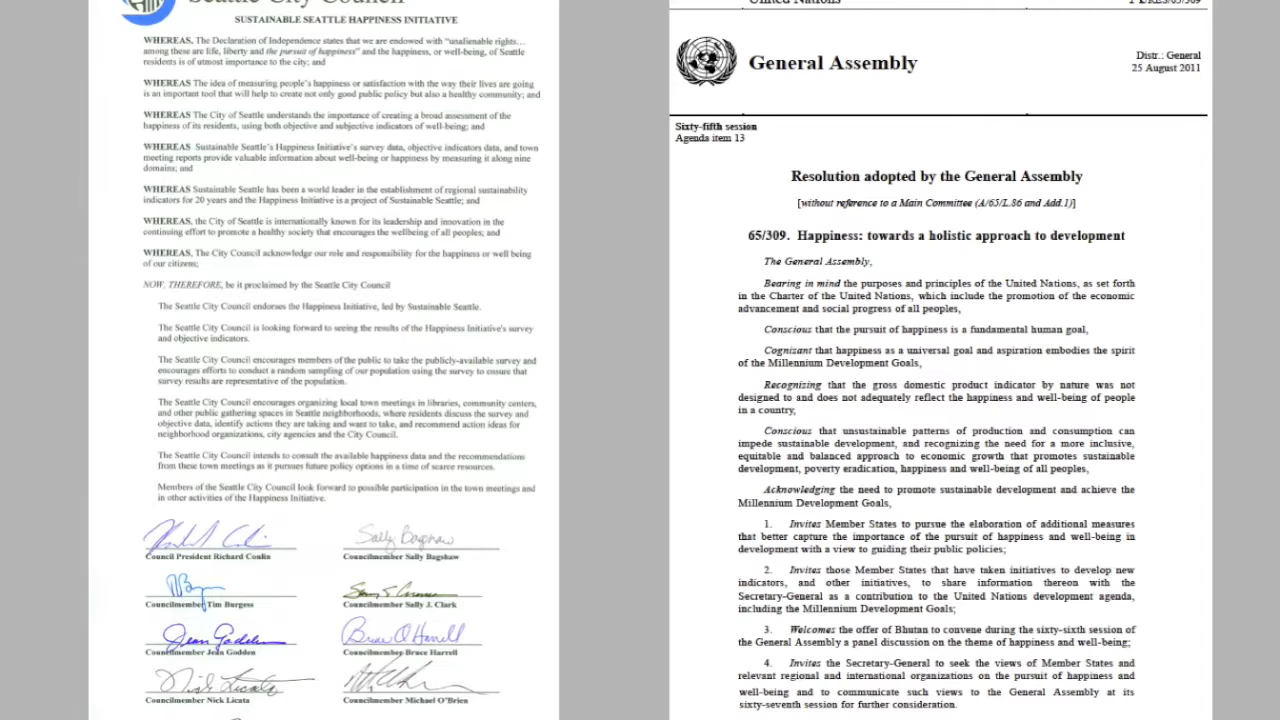 Seattle City Council
SUSTAINABLE SEATTLE HAPPINESS INITIATIVE
WHEREAS, The Declaration of Independence states that we are endowed with "unalienable rights…
among these are life, liberty and the pursuit of happiness" and the happiness, or well-being, of Seattle
residents is of utmost importance to the city; and
WHEREAS The idea of measuring people's happiness or satisfaction with the way their lives are going
is an important tool that will help to create not only good public policy but also a healthy community; and
WHEREAS The City of Seattle understands the importance of creating a broad assessment of the
happiness of its residents, using both objective and subjective indicators of well-being; and
WHEREAS Sustainable Seattle's Happiness Initiative's survey data, objective indicators data, and town
meeting reports provide valuable information about well-being or happiness by measuring it along nine
domains; and
WHEREAS Sustainable Seattle has been a world leader in the establishment of regional sustainability
indicators for 20 years and the Happiness Initiative is a project of Sustainable Seattle; and
WHEREAS, the City of Seattle is internationally known for its leadership and innovation in the
continuing effort to promote a healthy society that encourages the wellbeing of all peoples; and
WHEREAS, The City Council acknowledge our role and responsibility for the happiness or well being
of our citizens;
NOW, THEREFORE, be it proclaimed by the Seattle City Council
The Seattle City Council endorses the Happiness Initiative, led by Sustainable Seattle.
The Seattle City Council is looking forward to seeing the results of the Happiness Initiative's survey
and objective indicators.
The Seattle City Council encourages members of the public to take the publicly-available survey and
encourages efforts to conduct a random sampling of our population using the survey to ensure that
survey results are representative of the population.
The Seattle City Council encourages organizing local town meetings in libraries, community centers,
and other public gathering spaces in Seattle neighborhoods, where residents discuss the survey and
objective data, identify actions they are taking and want to take, and recommend action ideas for
neighborhood organizations, city agencies and the City Council.
The Seattle City Council intends to consult the available happiness data and the recommendations
from these town meetings as it pursues future policy options in a time of scarce resources.
Members of the Seattle City Council look forward to possible participation in the town meetings and
in other activities of the Happiness Initiative.
Sally Bagshaw
Council President Richard Conlin
Councilmember Sally Bagshaw
Councilmember Tim Burgess
Councilmember Sally J. Clark
Jean Godden
Bruce A Harrell
Councilmember Jean Godden
Councilmember Bruce Harrell
Nick Licata
Councilmember Nick Licata
Councilmember Michael O'Brien
United Nations
A/RES/65/309
General Assembly
Distr.: General
25 August 2011
Sixty-fifth session
Agenda item 13
Resolution adopted by the General Assembly
[without reference to a Main Committee (A/65/L.86 and Add.1)]
65/309. Happiness: towards a holistic approach to development
The General Assembly,
Bearing in mind the purposes and principles of the United Nations, as set forth
in the Charter of the United Nations, which include the promotion of the economic
advancement and social progress of all peoples,
Conscious that the pursuit of happiness is a fundamental human goal,
Cognizant that happiness as a universal goal and aspiration embodies the spirit
of the Millennium Development Goals,
Recognizing that the gross domestic product indicator by nature was not
designed to and does not adequately reflect the happiness and well-being of people
in a country,
Conscious that unsustainable patterns of production and consumption can
impede sustainable development, and recognizing the need for a more inclusive,
equitable and balanced approach to economic growth that promotes sustainable
development, poverty eradication, happiness and well-being of all peoples,
Acknowledging the need to promote sustainable development and achieve the
Millennium Development Goals,
1. Invites Member States to pursue the elaboration of additional measures
that better capture the importance of the pursuit of happiness and well-being in
development with a view to guiding their public policies;
2. Invites those Member States that have taken initiatives to develop new
indicators, and other initiatives, to share information thereon with the
Secretary-General as a contribution to the United Nations development agenda,
including the Millennium Development Goals;
3. Welcomes the offer of Bhutan to convene during the sixty-sixth session of
the General Assembly a panel discussion on the theme of happiness and well-being;
4. Invites the Secretary-General to seek the views of Member States and
relevant regional and international organizations on the pursuit of happiness and
well-being and to communicate such views to the General Assembly at its
sixty-seventh session for further consideration.